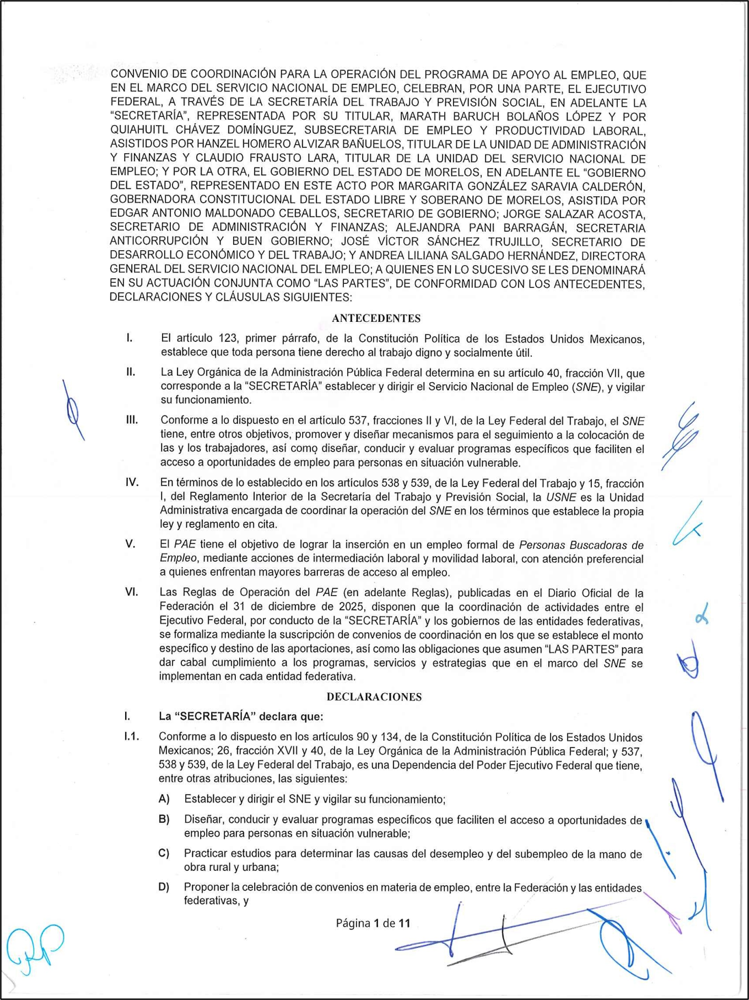 CONVENIO DE COORDINACIÓN PARA LA OPERACIÓN DEL PROGRAMA DE APOYO AL EMPLEO, QUE
EN EL MARCO DEL SERVICIO NACIONAL DE EMPLEO, CELEBRAN, POR UNA PARTE, EL EJECUTIVO
FEDERAL, A TRAVÉS DE LA SECRETARÍA DEL TRABAJO Y PREVISIÓN SOCIAL, EN ADELANTE LA
“SECRETARÍA”, REPRESENTADA POR SU TITULAR, MARATH BARUCH BOLAÑOS LÓPEZ Y POR
QUIAHUITL CHÁVEZ DOMÍNGUEZ, SUBSECRETARIA DE EMPLEO Y PRODUCTIVIDAD LABORAL,
ASISTIDOS POR HANZEL HOMERO ALVIZAR BAÑUELOS, TITULAR DE LA UNIDAD DE ADMINISTRACIÓN
Y FINANZAS Y CLAUDIO FRAUSTO LARA, TITULAR DE LA UNIDAD DEL SERVICIO NACIONAL DE
EMPLEO; Y POR LA OTRA, EL GOBIERNO DEL ESTADO DE MORELOS, EN ADELANTE EL “GOBIERNO
DEL ESTADO”, REPRESENTADO EN ESTE ACTO POR MARGARITA GONZÁLEZ SARAVIA CALDERÓN,
GOBERNADORA CONSTITUCIONAL DEL ESTADO LIBRE Y SOBERANO DE MORELOS, ASISTIDA POR
EDGAR ANTONIO MALDONADO CEBALLOS, SECRETARIO DE GOBIERNO; JORGE SALAZAR ACOSTA,
SECRETARIO DE ADMINISTRACIÓN Y FINANZAS; ALEJANDRA PANI BARRAGÁN, SECRETARIA
ANTICORRUPCIÓN Y BUEN GOBIERNO; JOSÉ VÍCTOR SÁNCHEZ TRUJILLO, SECRETARIO DE
DESARROLLO ECONÓMICO Y DEL TRABAJO; Y ANDREA LILIANA SALGADO HERNÁNDEZ, DIRECTORA
GENERAL DEL SERVICIO NACIONAL DEL EMPLEO; A QUIENES EN LO SUCESIVO SE LES DENOMINARÁ
EN SU ACTUACIÓN CONJUNTA COMO “LAS PARTES”, DE CONFORMIDAD CON LOS ANTECEDENTES,
DECLARACIONES Y CLÁUSULAS SIGUIENTES:
ANTECEDENTES
I. El artículo 123, primer párrafo, de la Constitución Política de los Estados Unidos Mexicanos,
establece que toda persona tiene derecho al trabajo digno y socialmente útil.
II. La Ley Orgánica de la Administración Pública Federal determina en su artículo 40, fracción VII, que
corresponde a la “SECRETARÍA” establecer y dirigir el Servicio Nacional de Empleo (SNE), y vigilar
su funcionamiento.
III. Conforme a lo dispuesto en el artículo 537, fracciones II y VI, de la Ley Federal del Trabajo, el SNE
tiene, entre otros objetivos, promover y diseñar mecanismos para el seguimiento a la colocación de
las y los trabajadores, así como diseñar, conducir y evaluar programas específicos que faciliten el
acceso a oportunidades de empleo para personas en situación vulnerable.
IV. En términos de lo establecido en los artículos 538 y 539, de la Ley Federal del Trabajo y 15, fracción
I, del Reglamento Interior de la Secretaría del Trabajo y Previsión Social, la USNE es la Unidad
Administrativa encargada de coordinar la operación del SNE en los términos que establece la propia
ley y reglamento en cita.
V. El PAE tiene el objetivo de lograr la inserción en un empleo formal de Personas Buscadoras de
Empleo, mediante acciones de intermediación laboral y movilidad laboral, con atención preferencial
a quienes enfrentan mayores barreras de acceso al empleo.
VI. Las Reglas de Operación del PAE (en adelante Reglas), publicadas en el Diario Oficial de la
Federación el 31 de diciembre de 2025, disponen que la coordinación de actividades entre el
Ejecutivo Federal, por conducto de la “SECRETARÍA” y los gobiernos de las entidades federativas,
se formaliza mediante la suscripción de convenios de coordinación en los que se establece el monto
específico y destino de las aportaciones, así como las obligaciones que asumen “LAS PARTES” para
dar cabal cumplimiento a los programas, servicios y estrategias que en el marco del SNE se
implementan en cada entidad federativa.
DECLARACIONES
I. La “SECRETARÍA” declara que:
I.1. Conforme a lo dispuesto en los artículos 90 y 134, de la Constitución Política de los Estados Unidos
Mexicanos; 26, fracción XVII y 40, de la Ley Orgánica de la Administración Pública Federal; y 537,
538 y 539, de la Ley Federal del Trabajo, es una Dependencia del Poder Ejecutivo Federal que tiene,
entre otras atribuciones, las siguientes:
A) Establecer y dirigir el SNE y vigilar su funcionamiento;
B) Diseñar, conducir y evaluar programas específicos que faciliten el acceso a oportunidades de
empleo para personas en situación vulnerable;
C) Practicar estudios para determinar las causas del desempleo y del subempleo de la mano de
obra rural y urbana;
D) Proponer la celebración de convenios en materia de empleo, entre la Federación y las entidades
federativas, y
Página 1 de 11